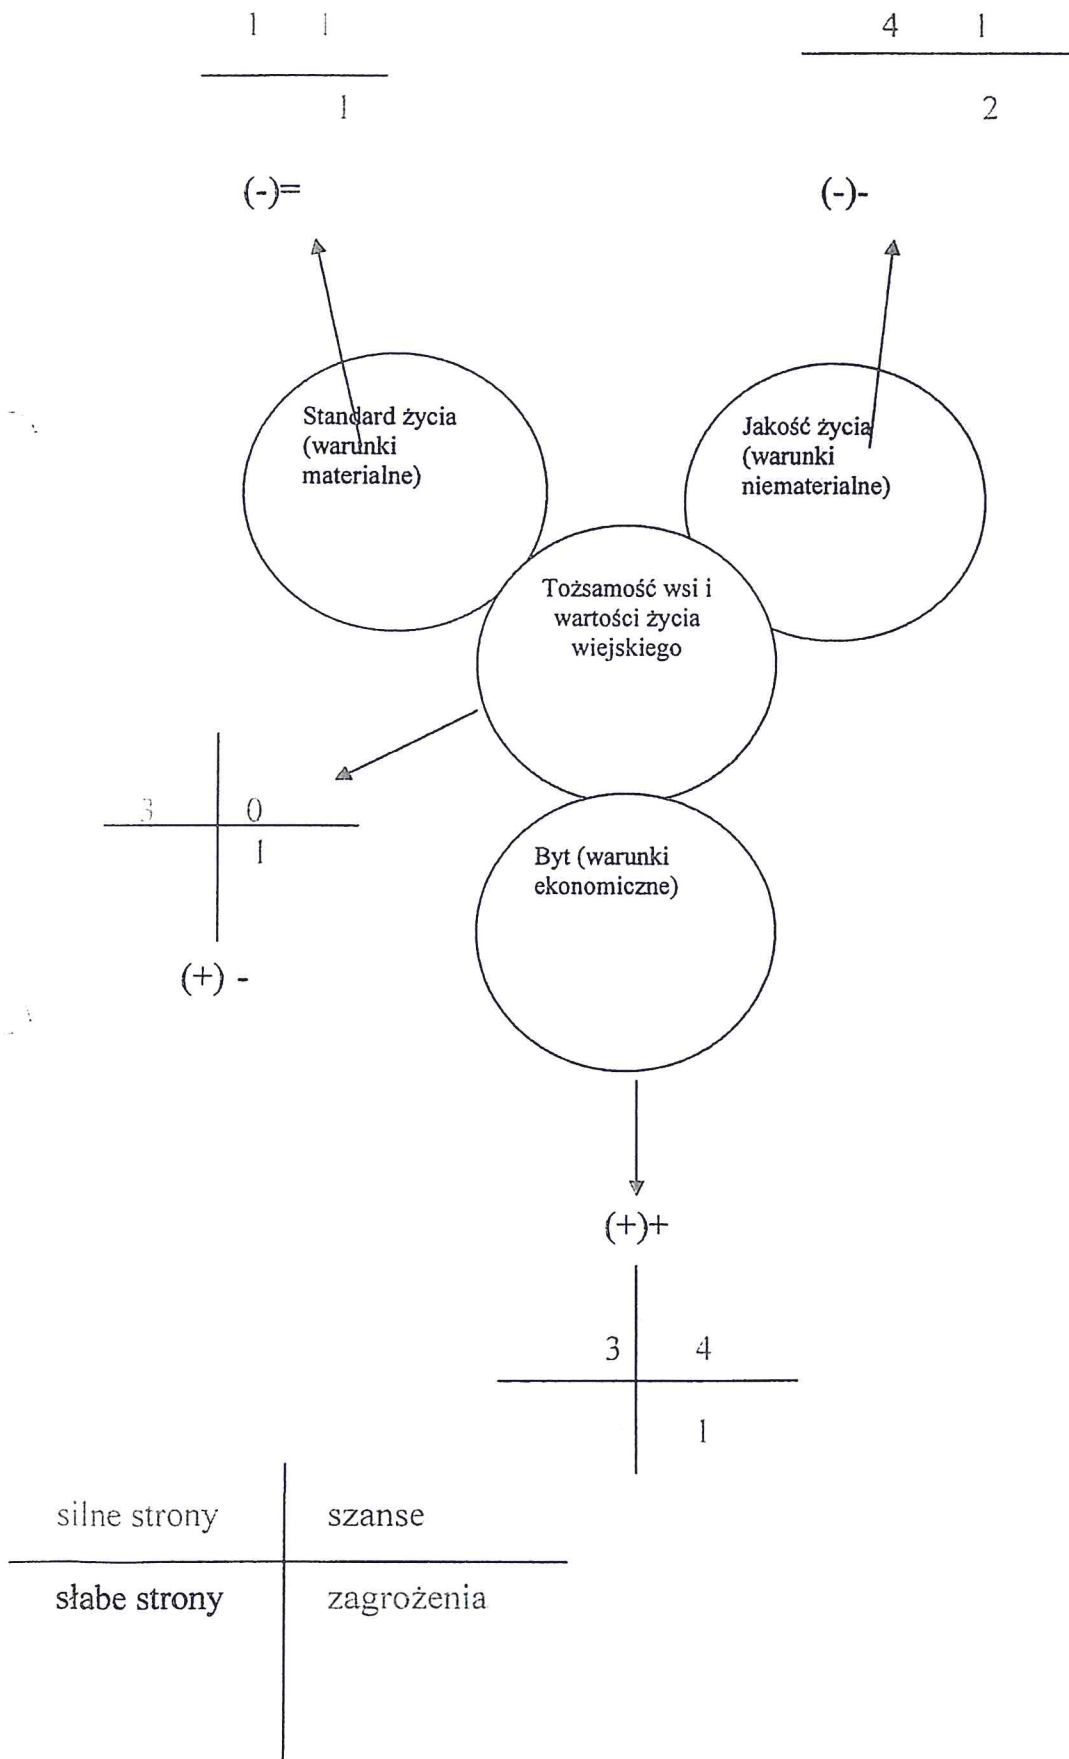 1 1
1
4 1
2
(-)=
(-)-
Standard życia
(warunki
materialne)
Jakość życia
(warunki
niematerialne)
Tożsamość wsi i
wartości życia
wiejskiego
3 0
1
(+) -
Byt (warunki
ekonomiczne)
(+)+
3 4
1
silne strony szanse
słabe strony zagrożenia